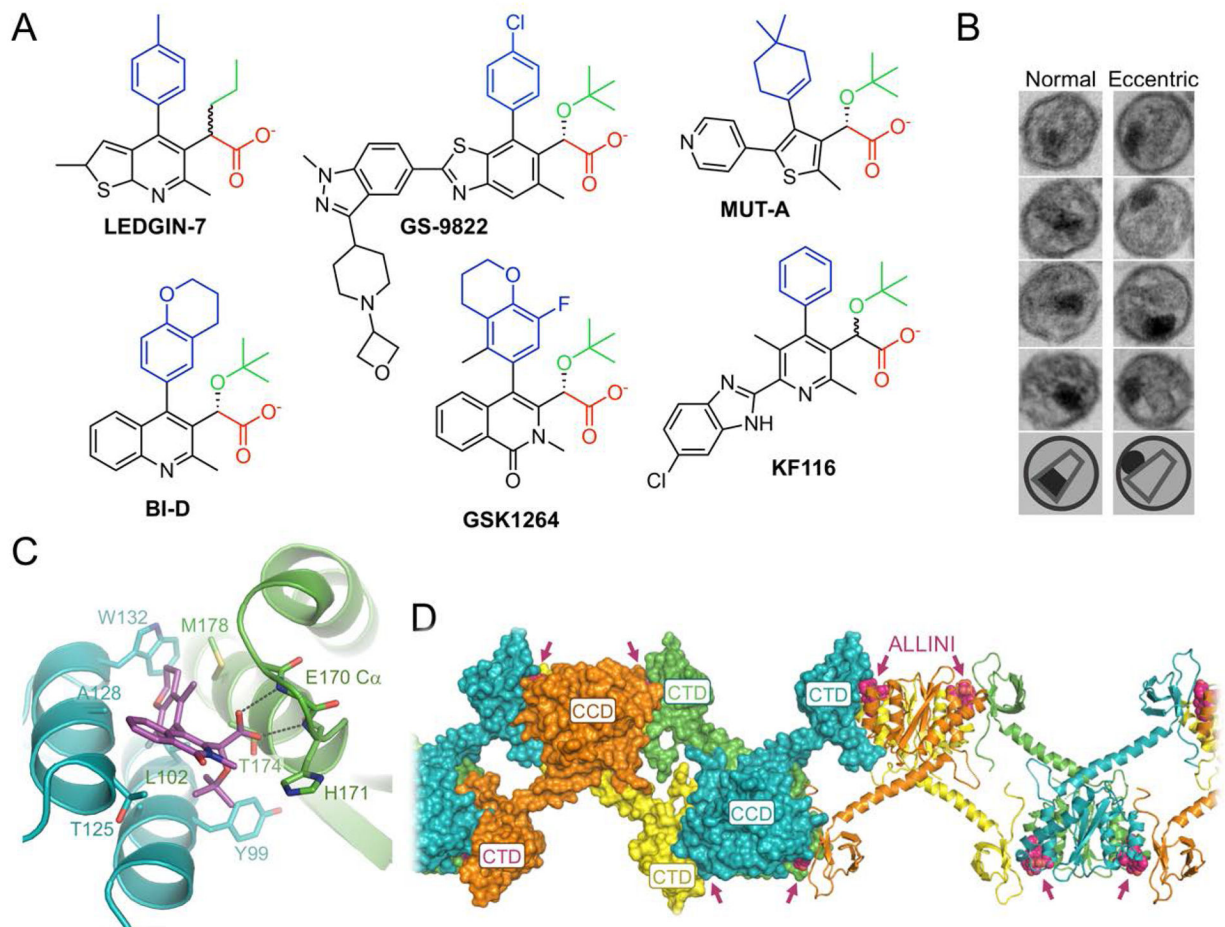 A
Cl
O
O-
O
S
N
LEDGIN-7
N
N
S
N
O
O-
O
N
O
GS-9822
N
S
O
O-
O
MUT-A
B
Normal Eccentric
O
O
O-
O
N
BI-D
O
F
O
O-
O
N
O
GSK1264
O
O-
O
N
N
NH
Cl
KF116
C
W132
M178
A128
E170 Cα
L102
T174
H171
T125
Y99
D
ALLINI
CTD
CTD
CCD
CCD
CTD
CTD